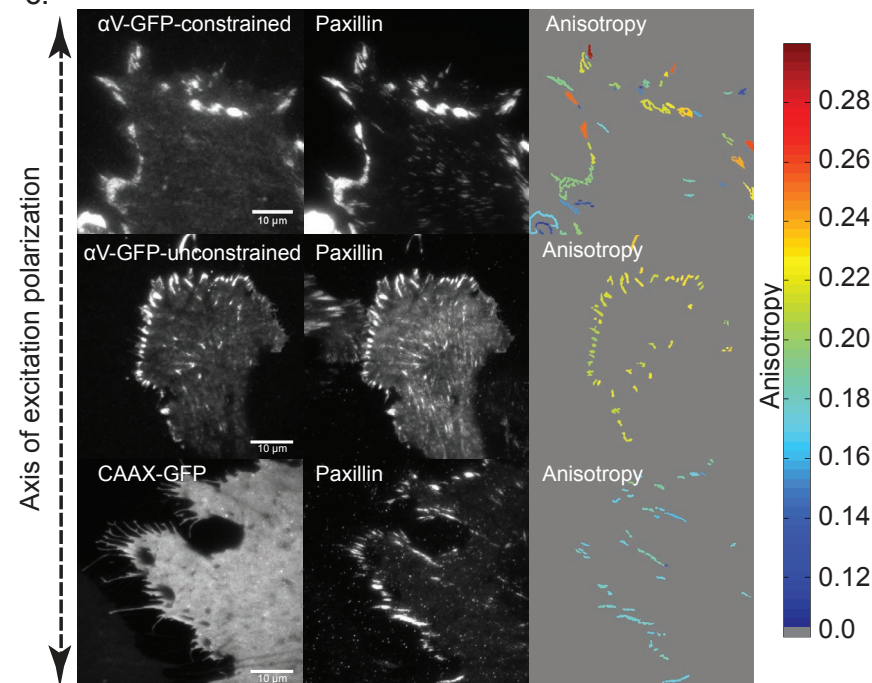 c.
αV-GFP-constrained Paxillin Anisotropy
10 µm
αV-GFP-unconstrained Paxillin Anisotropy
10 µm
CAAX-GFP Paxillin Anisotropy
10 µm
Axis of excitation polarization
Anisotropy
0.28
0.26
0.24
0.22
0.20
0.18
0.16
0.14
0.12
0.0